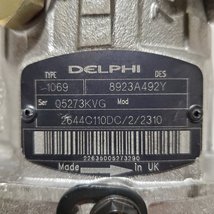 DELPHI
TYPE DES
-1069 8923A492Y
Ser 05273KVG Mod
2644C110DC/2/2310
Made in UK